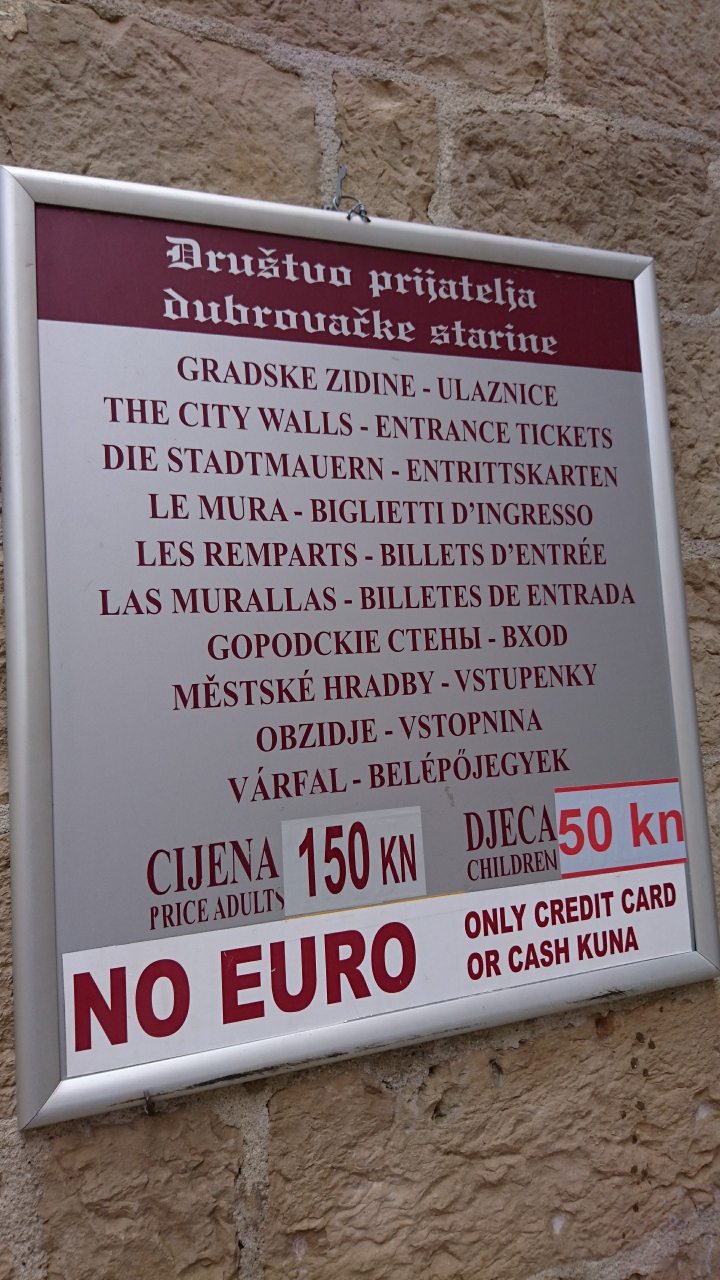 Društvo prijatelja
dubrovačke starine
GRADSKE ZIDINE - ULAZNICE
THE CITY WALLS - ENTRANCE TICKETS
DIE STADTMAUERN - ENTRITTSKARTEN
LE MURA - BIGLIETTI D'INGRESSO
LES REMPARTS - BILLETS D'ENTRÉE
LAS MURALLAS - BILLETES DE ENTRADA
GOPODCKIE СТЕНЫ - ВХОD
MĚSTSKÉ HRADBY - VSTUPENKY
OBZIDJE - VSTOPNINA
VÁRFAL - BELÉPŐJEGYEK
CIJENA 150 KN DJECA 50 kn
PRICE ADULTS CHILDREN
NO EURO ONLY CREDIT CARD
OR CASH KUNA